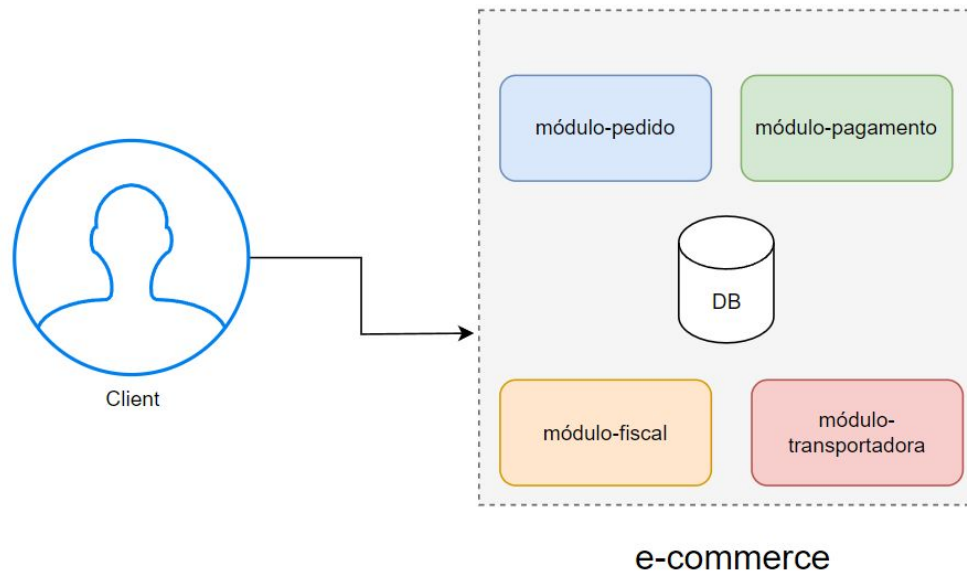 módulo-pedido
módulo-pagamento
DB
Client
módulo-fiscal
módulo-
transportadora
e-commerce